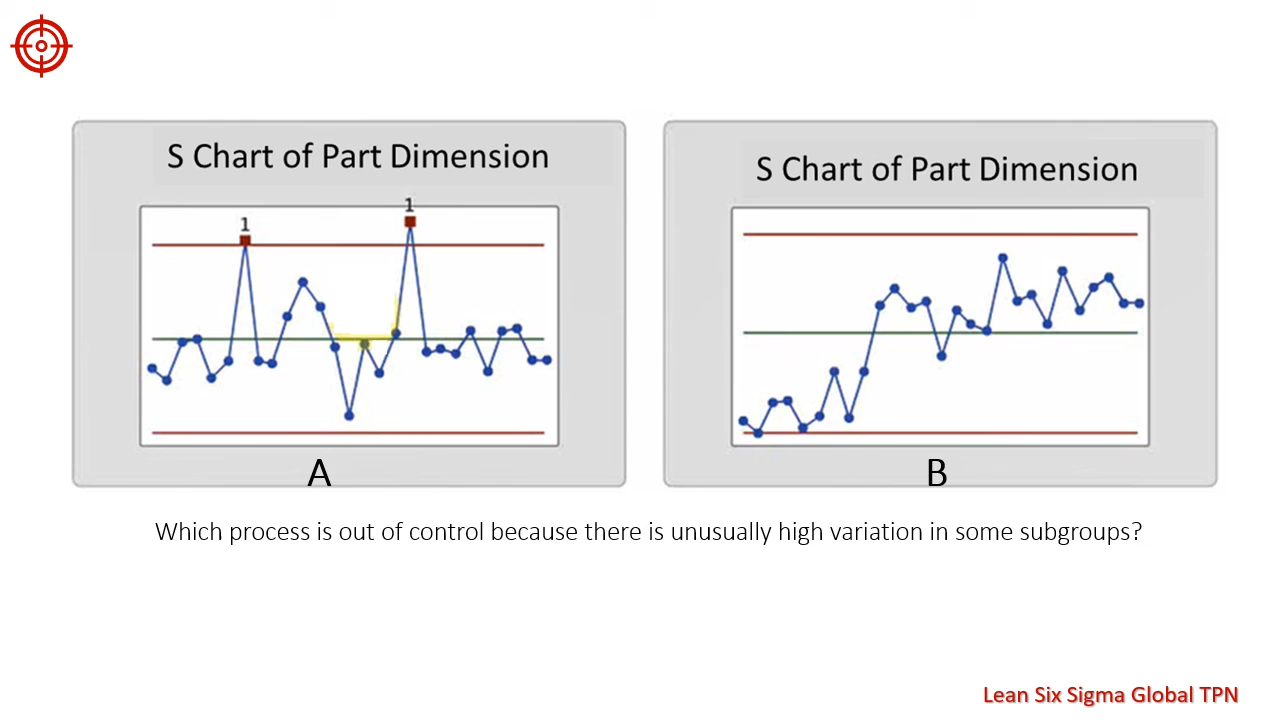 S Chart of Part Dimension
1
1
A
S Chart of Part Dimension
B
Which process is out of control because there is unusually high variation in some subgroups?
Lean Six Sigma Global TPN